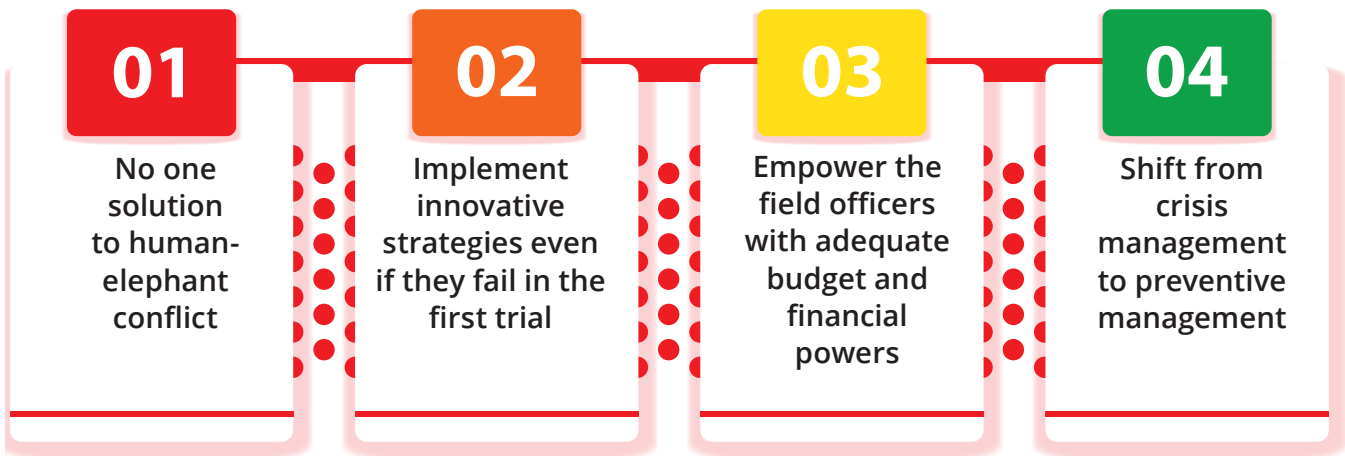 01
No one
solution
to human-
elephant
conflict
02
Implement
innovative
strategies even
if they fail in the
first trial
03
Empower the
field officers
with adequate
budget and
financial
powers
04
Shift from
crisis
management
to preventive
management